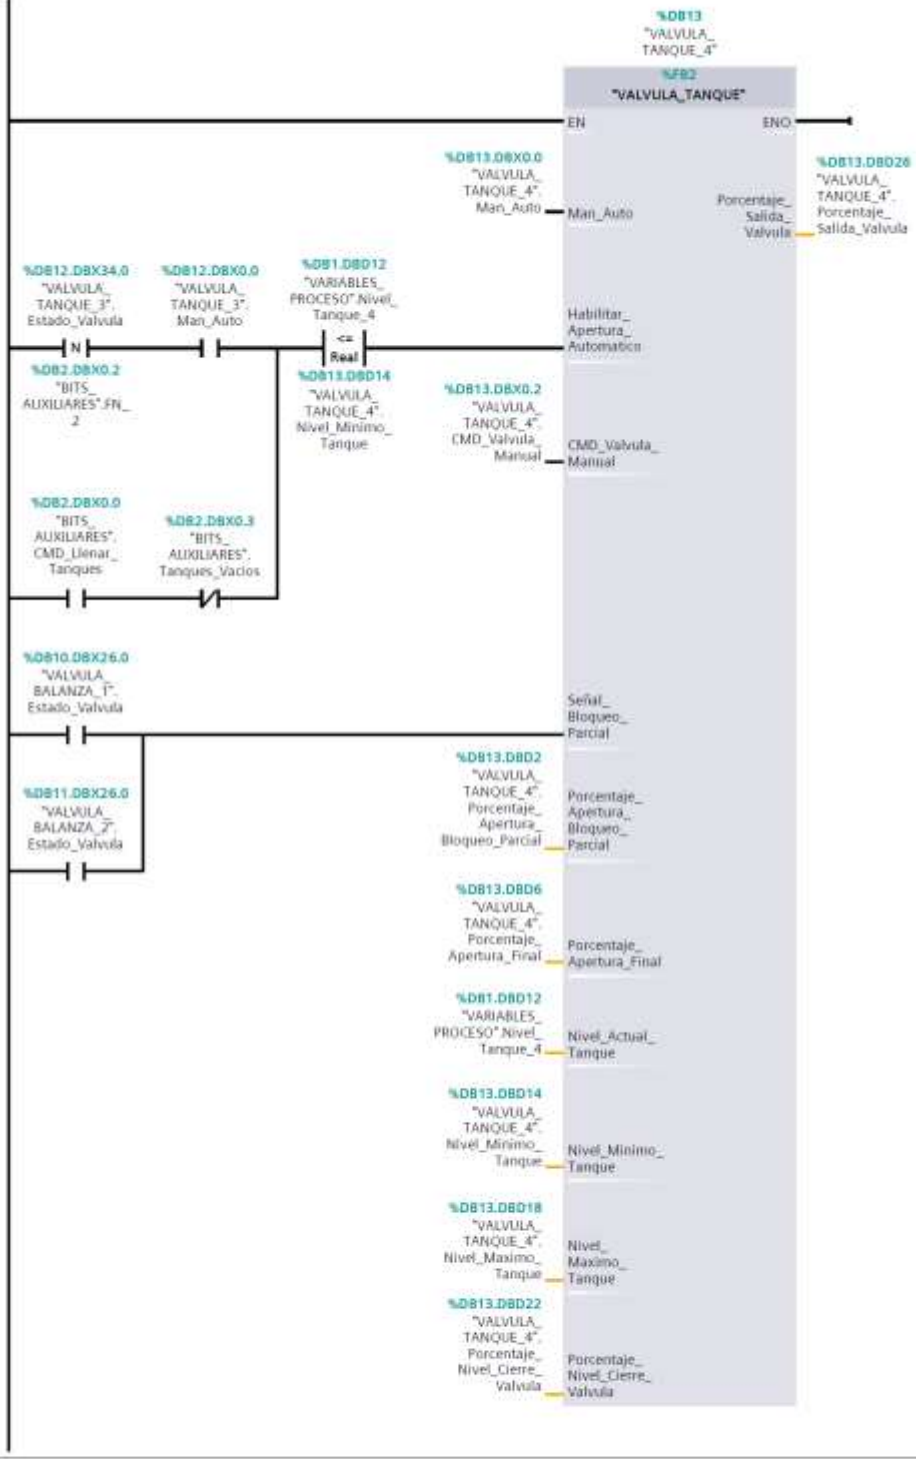 %DB13
"VALVULA_
TANQUE_4"
%FB2
"VALVULA_TANQUE"
EN
ENO
%DB13.DBX0.0
"VALVULA_
TANQUE_4".
Man_Auto
Man_Auto
Porcentaje_
Salida_
Valvula
%DB13.DBD26
"VALVULA_
TANQUE_4".
Porcentaje_
Salida_Valvula
%DB12.DBX34.0
"VALVULA_
TANQUE_3".
Estado_Valvula
N
%DB2.DBX0.2
"BITS_
AUXILIARES".FN_
2
%DB12.DBX0.0
"VALVULA_
TANQUE_3".
Man_Auto
%DB1.DBD12
"VARIABLES_
PROCESO".Nivel_
Tanque_4
<=
Real
%DB13.DBD14
"VALVULA_
TANQUE_4".
Nivel_Minimo_
Tanque
Habilitar_
Apertura_
Automatico
%DB13.DBX0.2
"VALVULA_
TANQUE_4".
CMD_Valvula_
Manual
CMD_Valvula_
Manual
%DB2.DBX0.0
"BITS_
AUXILIARES".
CMD_Llenar_
Tanques
%DB2.DBX0.3
"BITS_
AUXILIARES".
Tanques_Vacios
%DB10.DBX26.0
"VALVULA_
BALANZA_1".
Estado_Valvula
Señal_
Bloqueo_
Parcial
%DB11.DBX26.0
"VALVULA_
BALANZA_2".
Estado_Valvula
%DB13.DBD2
"VALVULA_
TANQUE_4".
Porcentaje_
Apertura_
Bloqueo_Parcial
Porcentaje_
Apertura_
Bloqueo_
Parcial
%DB13.DBD6
"VALVULA_
TANQUE_4".
Porcentaje_
Apertura_Final
Porcentaje_
Apertura_Final
%DB1.DBD12
"VARIABLES_
PROCESO".Nivel_
Tanque_4
Nivel_Actual_
Tanque
%DB13.DBD14
"VALVULA_
TANQUE_4".
Nivel_Minimo_
Tanque
Nivel_Minimo_
Tanque
%DB13.DBD18
"VALVULA_
TANQUE_4".
Nivel_Maximo_
Tanque
Nivel_
Maximo_
Tanque
%DB13.DBD22
"VALVULA_
TANQUE_4".
Porcentaje_
Nivel_Cierre_
Valvula
Porcentaje_
Nivel_Cierre_
Valvula